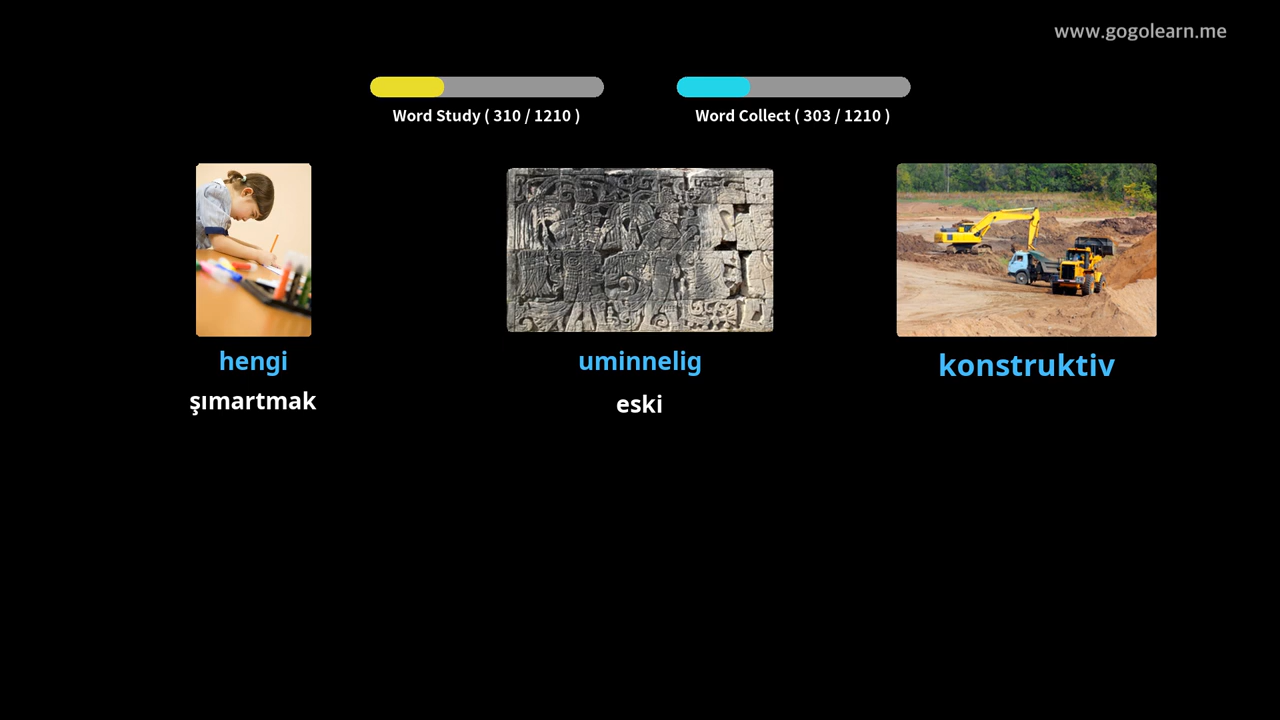 www.gogolearn.me
Word Study ( 310 / 1210 )
Word Collect ( 303 / 1210 )
hengi
uminnelig
konstruktiv
şımartmak
eski